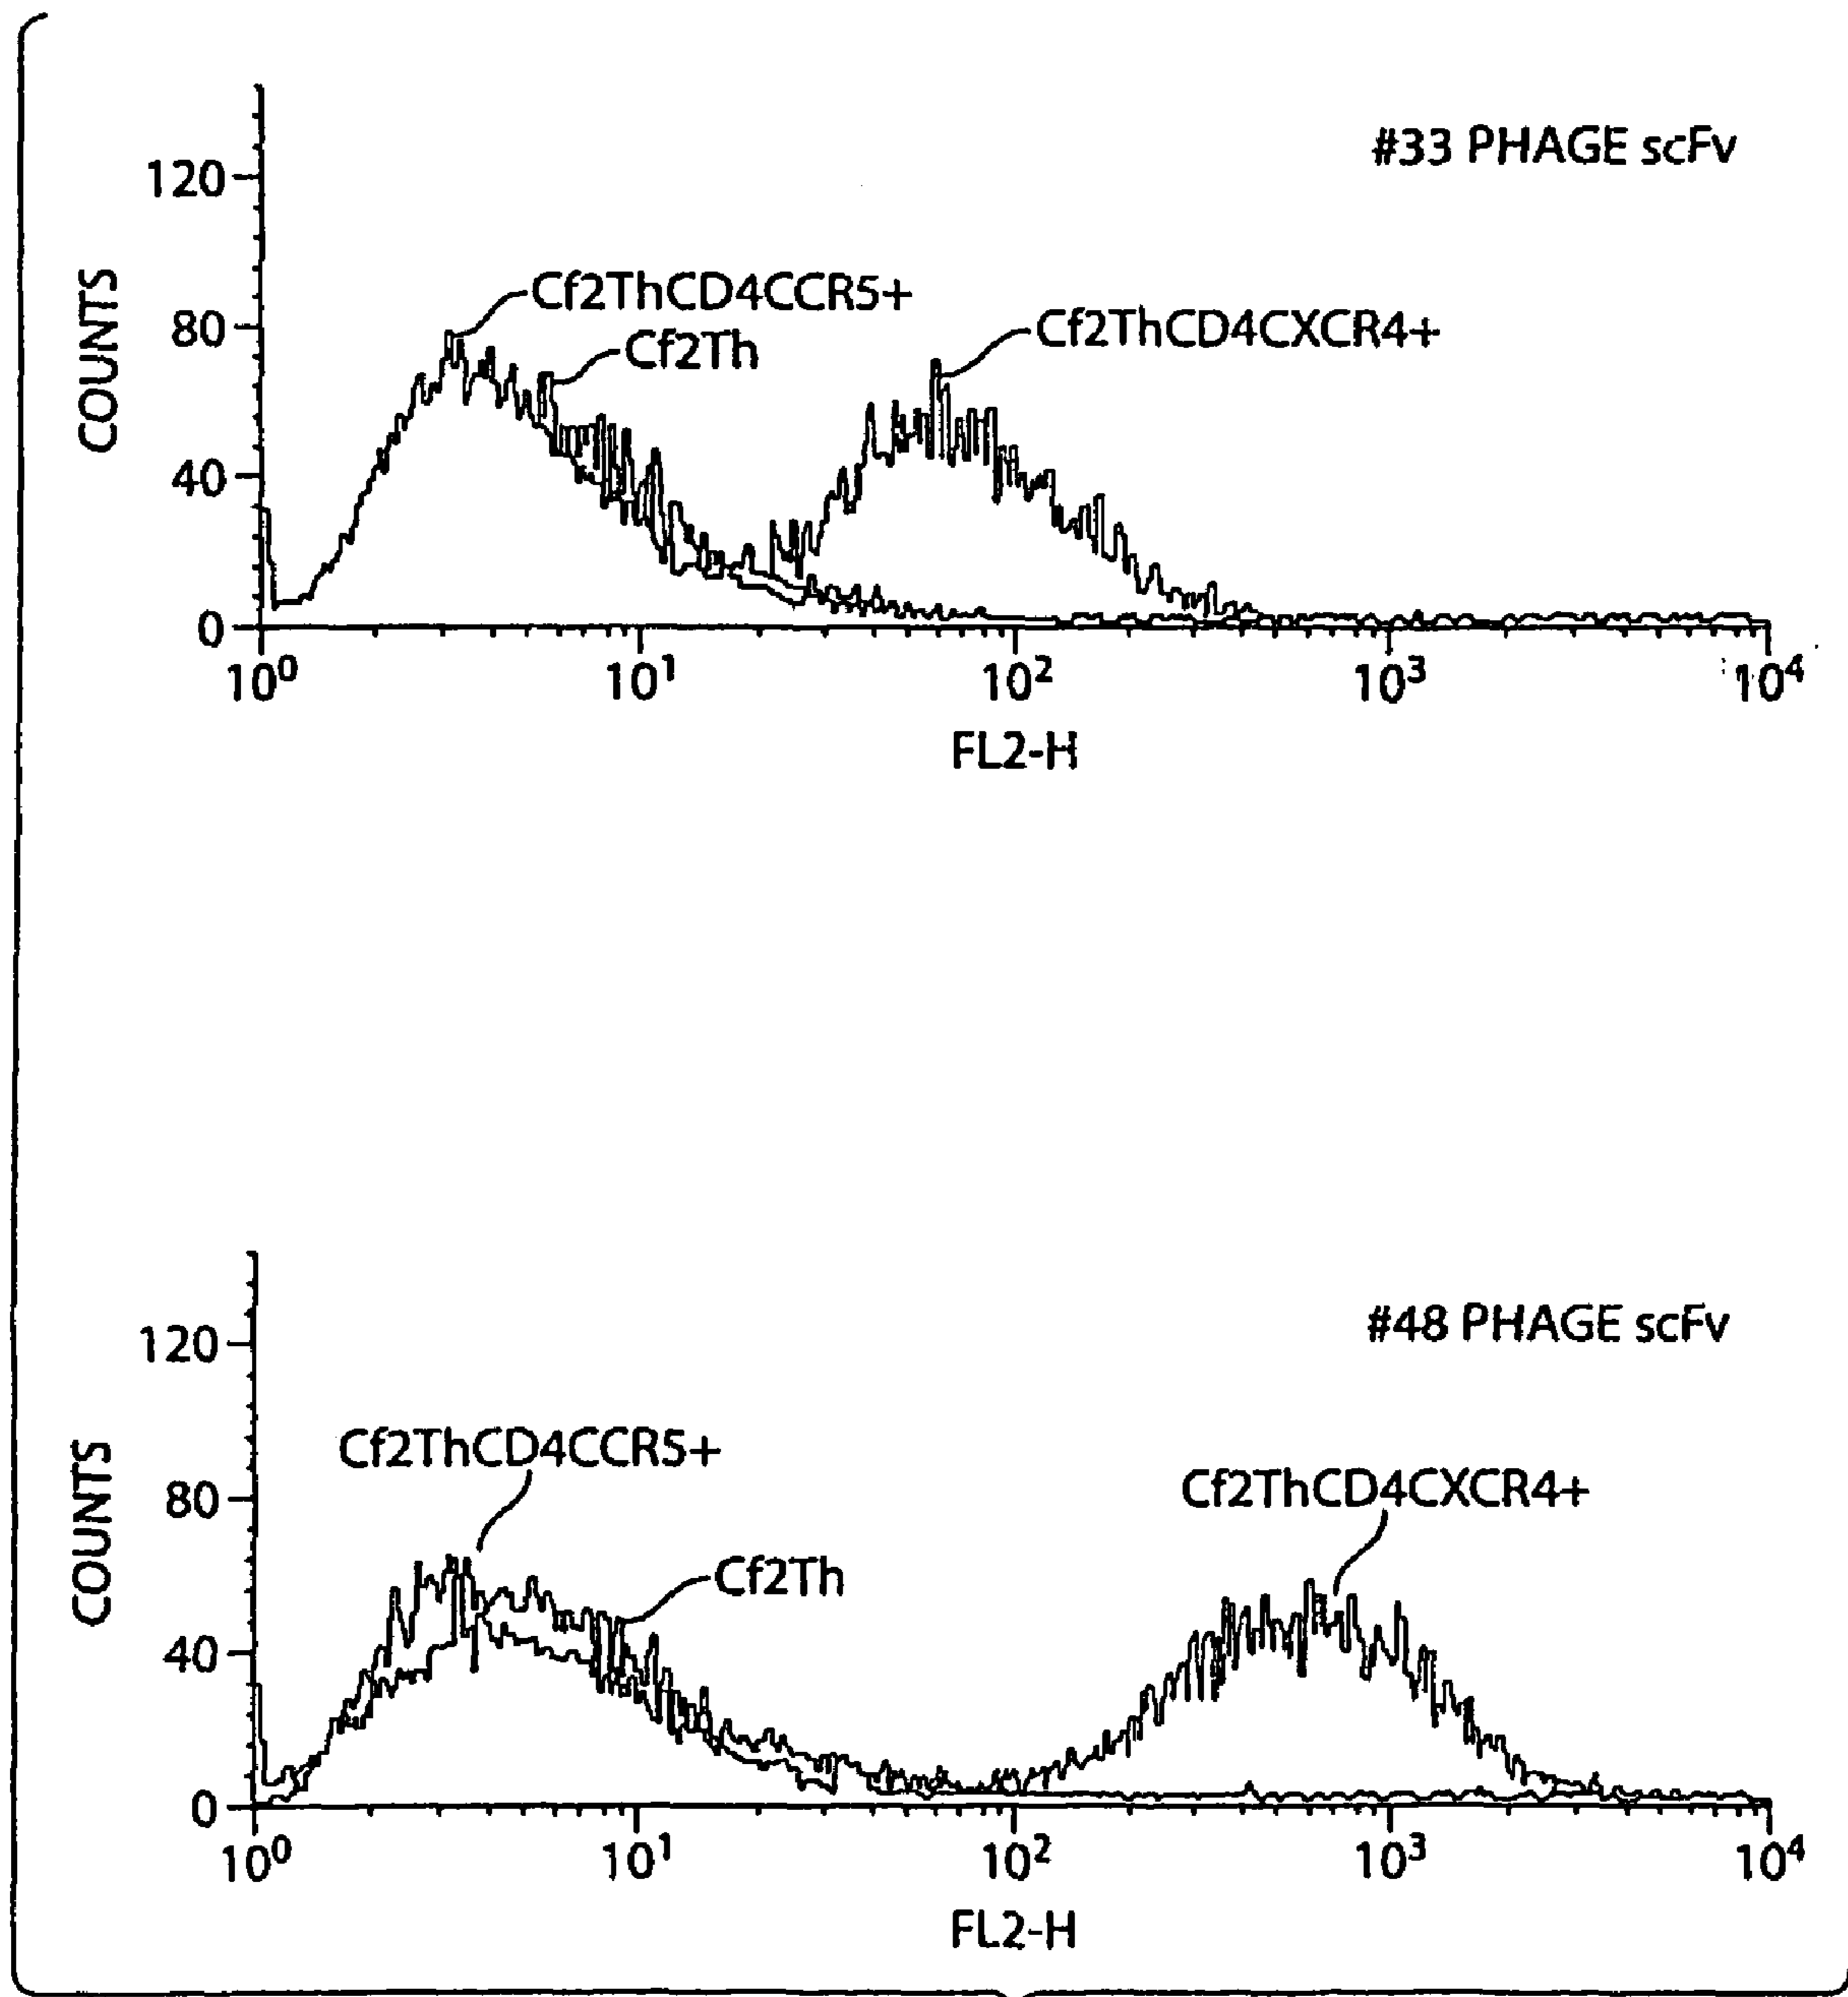 #33 PHAGE scFv
120
80
40
0
COUNTS
Cf2ThCD4CCR5+
Cf2Th
Cf2ThCD4CXCR4+
10⁰ 10¹ 10² 10³ 10⁴
FL2-H
#48 PHAGE scFv
120
80
40
0
COUNTS
Cf2ThCD4CCR5+
Cf2ThCD4CXCR4+
Cf2Th
10⁰ 10¹ 10² 10³ 10⁴
FL2-H